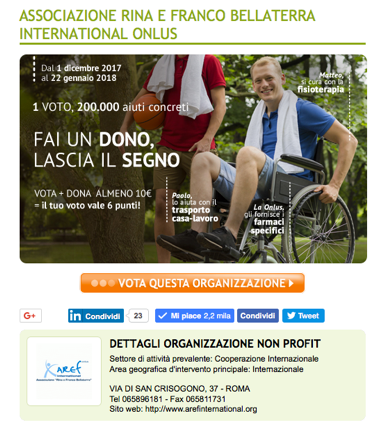 ASSOCIAZIONE RINA E FRANCO BELLATERRA
INTERNATIONAL ONLUS
Dal 1 dicembre 2017
al 22 gennaio 2018
Matteo,
si cura con la
fisioterapia
1 VOTO, 200.000 aiuti concreti
FAI UN DONO,
LASCIA IL SEGNO
VOTA + DONA ALMENO 10€
= il tuo voto vale 6 punti!
Paolo,
lo aiuta con il
trasporto
casa-lavoro
La Onlus,
gli fornisce i
farmaci
specifici
VOTA QUESTA ORGANIZZAZIONE
G+
in Condividi
23
Mi piace 2,2 mila
Condividi
Tweet
DETTAGLI ORGANIZZAZIONE NON PROFIT
Settore di attività prevalente: Cooperazione Internazionale
Area geografica d'intervento principale: Internazionale
AREF
International
Associazione "Rina e Franco Bellaterra"
VIA DI SAN CRISOGONO, 37 - ROMA
Tel 065896181 - Fax 065811731
Sito web: http://www.arefinternational.org